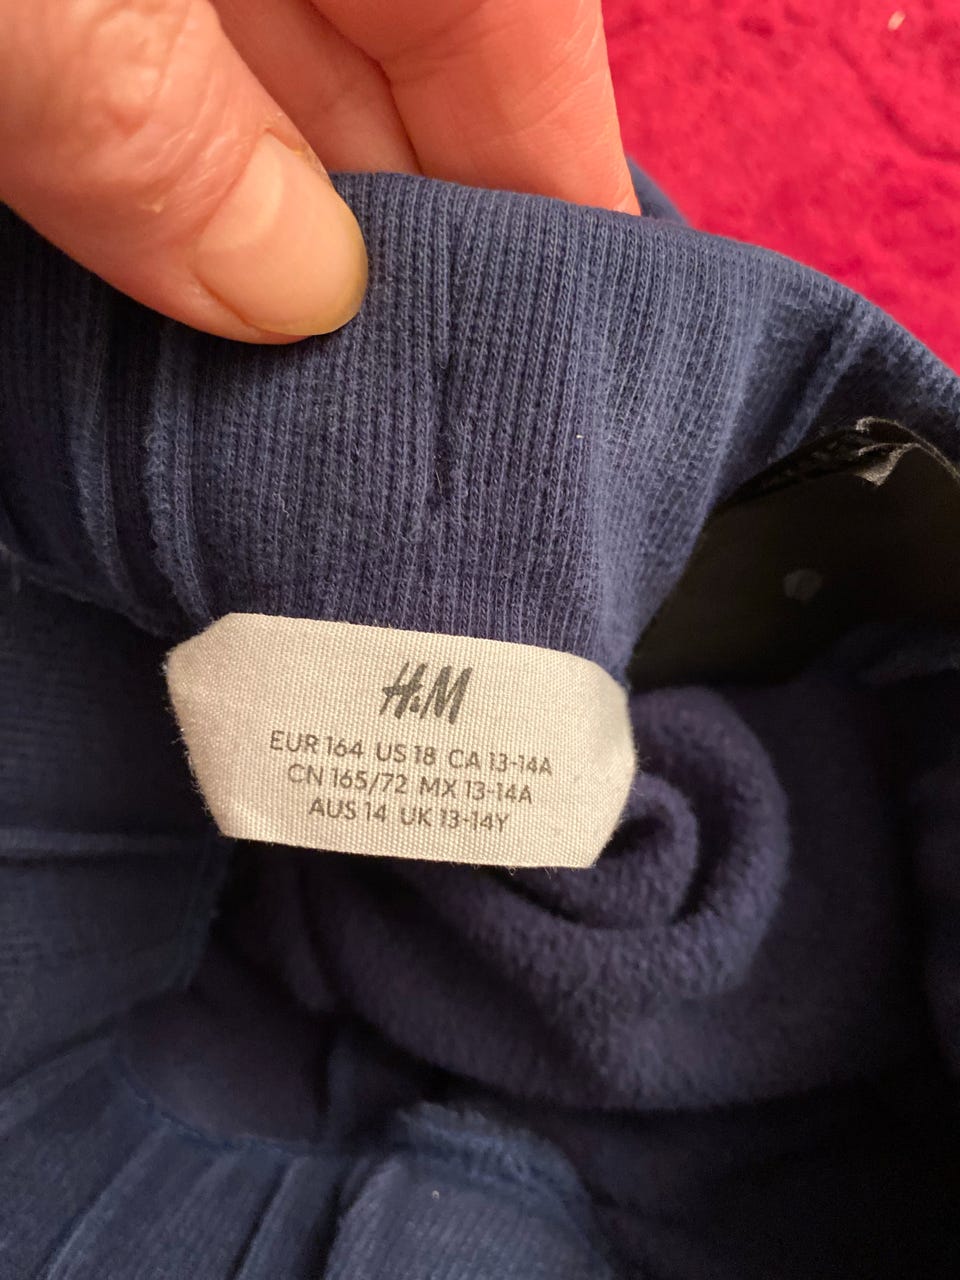 H&M
EUR 164 US 18 CA 13-14A
CN 165/72 MX 13-14A
AUS 14 UK 13-14Y